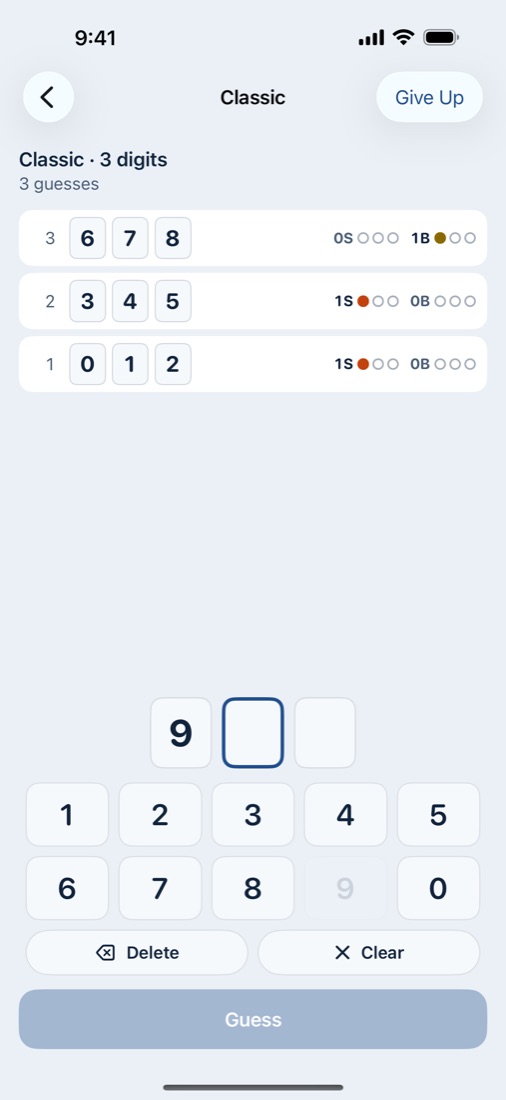 9:41
Classic
Give Up
Classic · 3 digits
3 guesses
3 6 7 8 0S 1B
2 3 4 5 1S 0B
1 0 1 2 1S 0B
9
1 2 3 4 5
6 7 8 9 0
Delete Clear
Guess